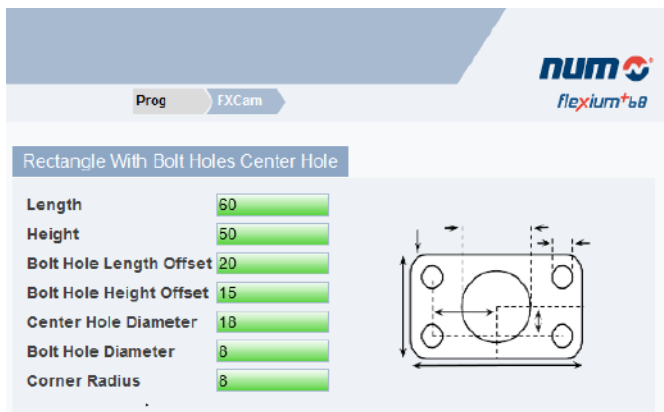 num
flexium+68
Prog FXCam
Rectangle With Bolt Holes Center Hole
Length 60
Height 50
Bolt Hole Length Offset 20
Bolt Hole Height Offset 15
Center Hole Diameter 18
Bolt Hole Diameter 8
Corner Radius 8